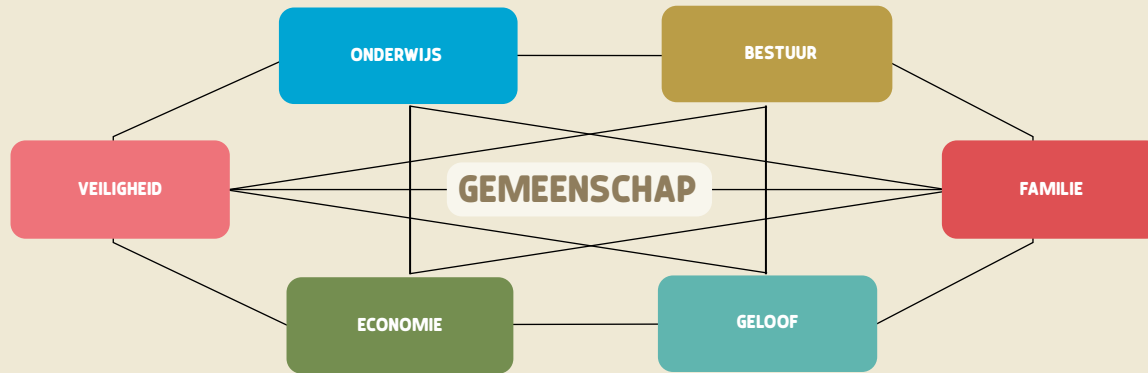 ONDERWIJS
BESTUUR
VEILIGHEID
GEMEENSCHAP
FAMILIE
ECONOMIE
GELOOF